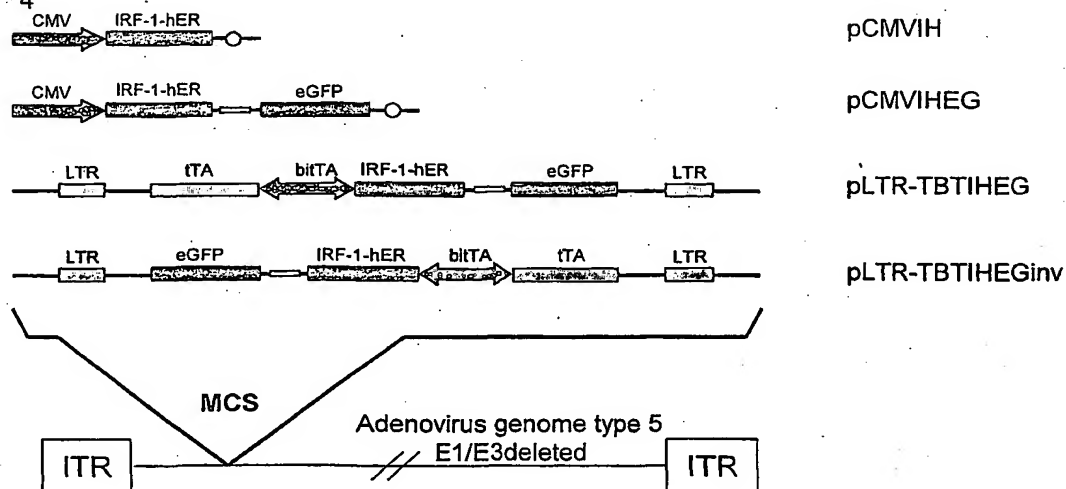 4
CMV IRF-1-hER pCMVIH
CMV IRF-1-hER eGFP pCMVIHEG
LTR tTA bitTA IRF-1-hER eGFP LTR pLTR-TBTIHEG
LTR eGFP IRF-1-hER bitTA tTA LTR pLTR-TBTIHEGinv
MCS
Adenovirus genome type 5
E1/E3deleted
ITR ITR